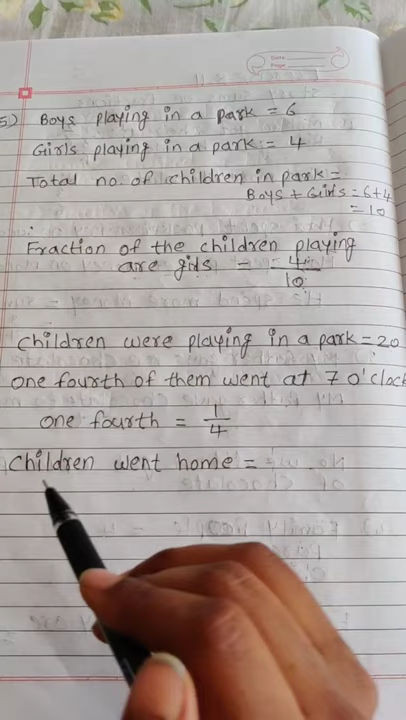 Date
Page
5.) Boys playing in a park = 6
Girls playing in a park = 4
Total no. of children in park =
Boys + Girls = 6+4
= 10
Fraction of the children playing
are girls = 4/10
Children were playing in a park = 20
One fourth of them went at 7 o'clock
One fourth = 1/4
Children went home =